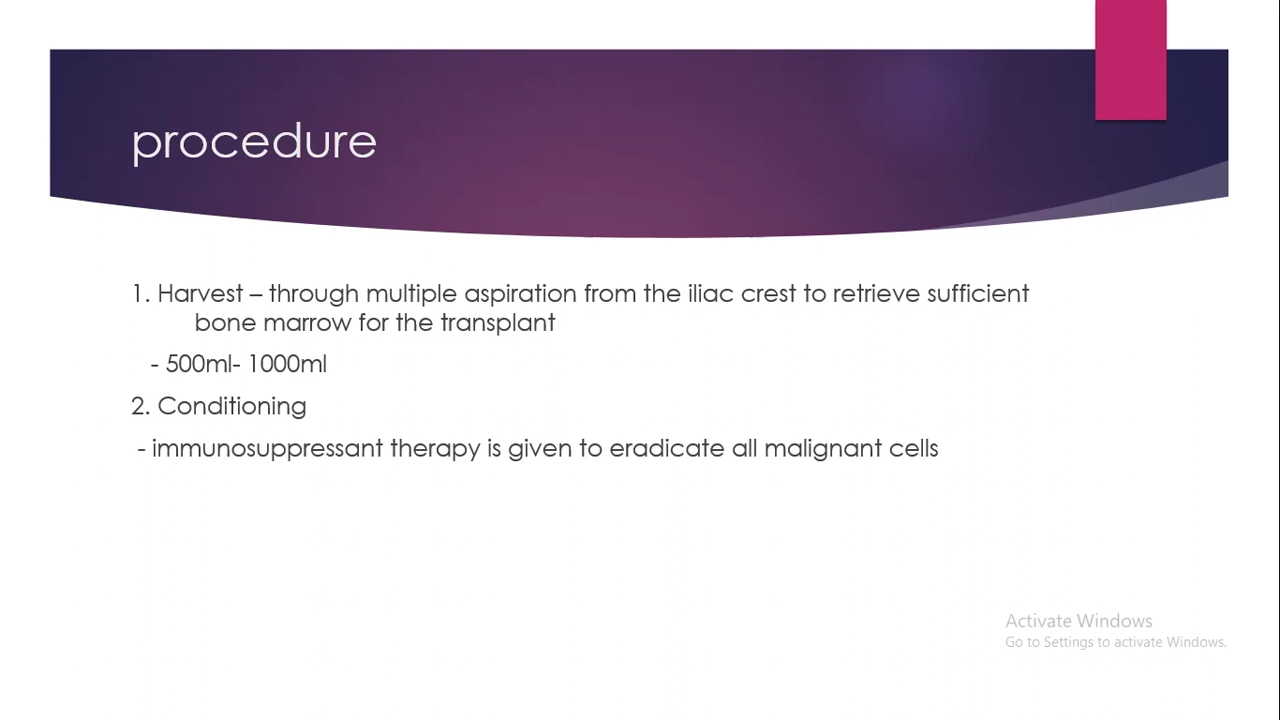 procedure
1. Harvest – through multiple aspiration from the iliac crest to retrieve sufficient
bone marrow for the transplant
- 500ml- 1000ml
2. Conditioning
- immunosuppressant therapy is given to eradicate all malignant cells
Activate Windows
Go to Settings to activate Windows.